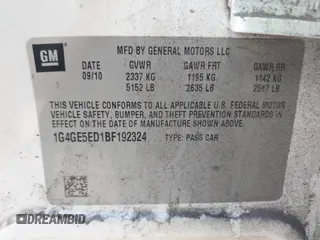 GM
MFD BY GENERAL MOTORS LLC
DATE GVWR GAWR FRT GAWR RR
09/10 2337 KG 1195 KG 1142 KG
5152 LB 2635 LB 2517 LB
THIS VEHICLE CONFORMS TO ALL APPLICABLE U.S. FEDERAL MOTOR
VEHICLE SAFETY, BUMPER, AND THEFT PREVENTION STANDARDS
IN EFFECT ON THE DATE OF MANUFACTURE SHOWN ABOVE.
1G4GE5ED1BF192324 TYPE: PASS CAR
BIDFAX